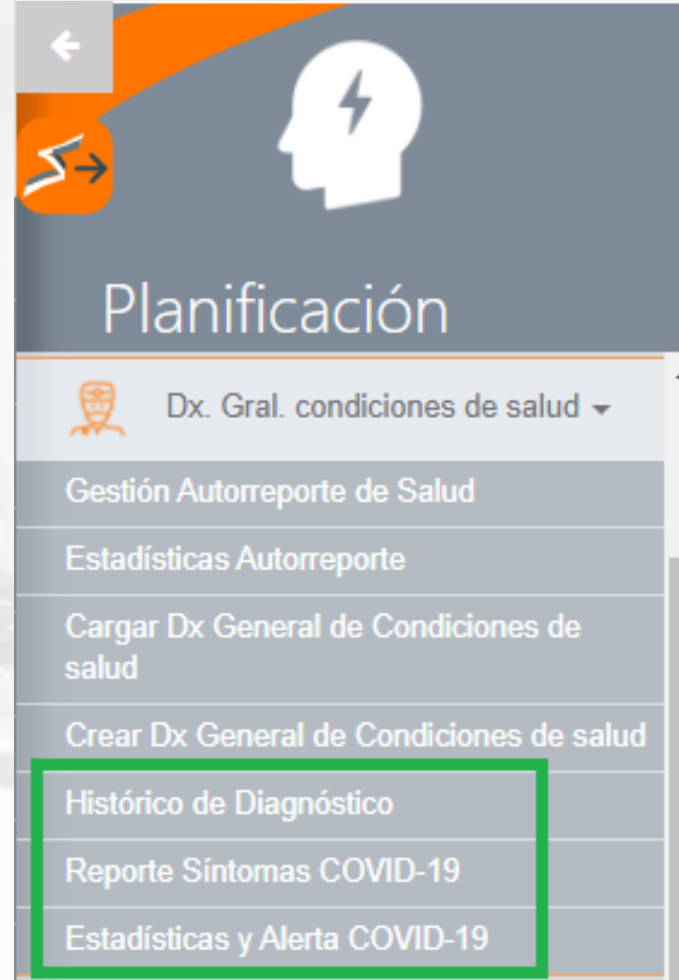 Planificación
Dx. Gral. condiciones de salud
Gestión Autorreporte de Salud
Estadísticas Autorreporte
Cargar Dx General de Condiciones de
salud
Crear Dx General de Condiciones de salud
Histórico de Diagnóstico
Reporte Síntomas COVID-19
Estadísticas y Alerta COVID-19